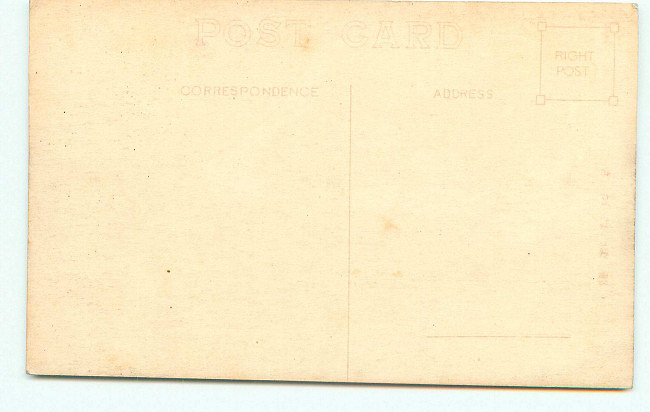 POST CARD
CORRESPONDENCE
ADDRESS
RIGHT
POST